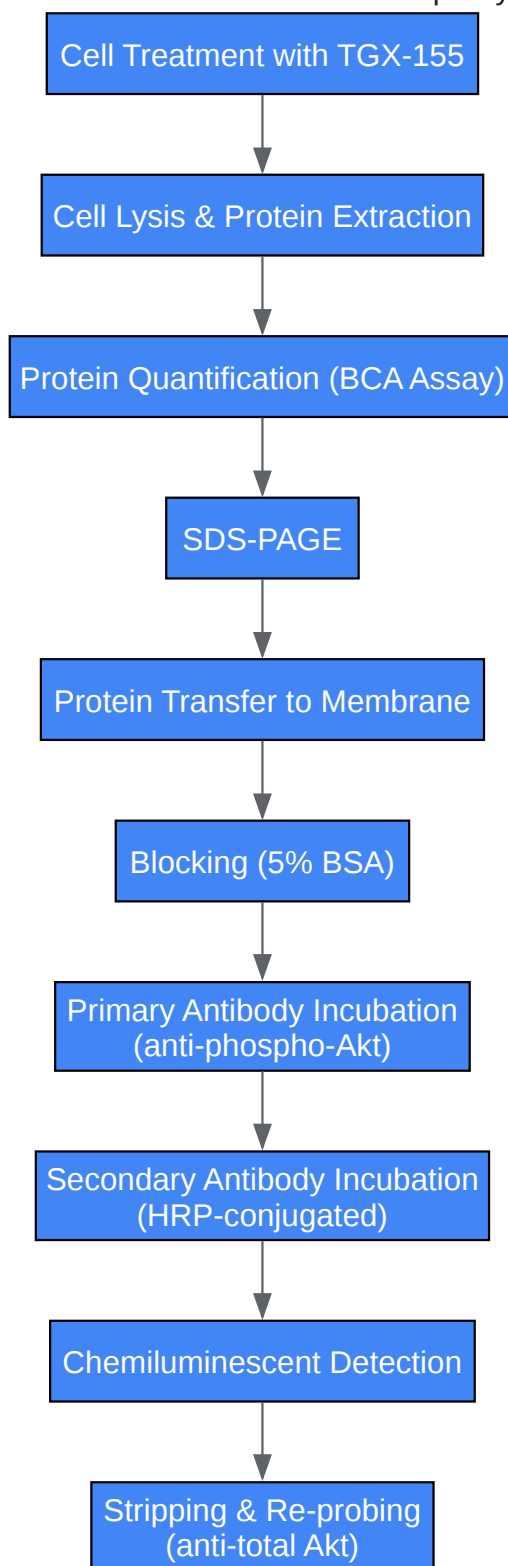 Cell Treatment with TGX-155
Cell Lysis & Protein Extraction
Protein Quantification (BCA Assay)
SDS-PAGE
Protein Transfer to Membrane
Blocking (5% BSA)
Primary Antibody Incubation
(anti-phospho-Akt)
Secondary Antibody Incubation
(HRP-conjugated)
Chemiluminescent Detection
Stripping & Re-probing
(anti-total Akt)